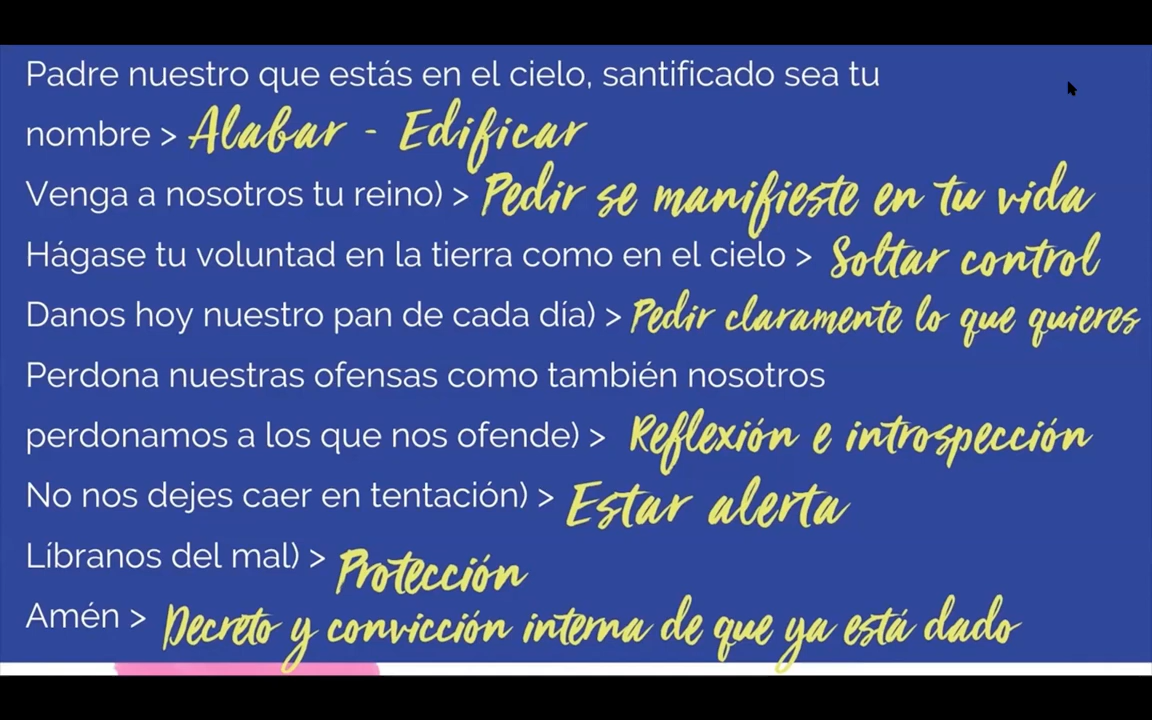 Padre nuestro que estás en el cielo, santificado sea tu
nombre > Alabar - Edificar
Venga a nosotros tu reino) > Pedir se manifieste en tu vida
Hágase tu voluntad en la tierra como en el cielo > Soltar control
Danos hoy nuestro pan de cada día) > Pedir claramente lo que quieres
Perdona nuestras ofensas como también nosotros
perdonamos a los que nos ofende) > Reflexión e introspección
No nos dejes caer en tentación) > Estar alerta
Líbranos del mal) > Protección
Amén > Decreto y convicción interna de que ya está dado